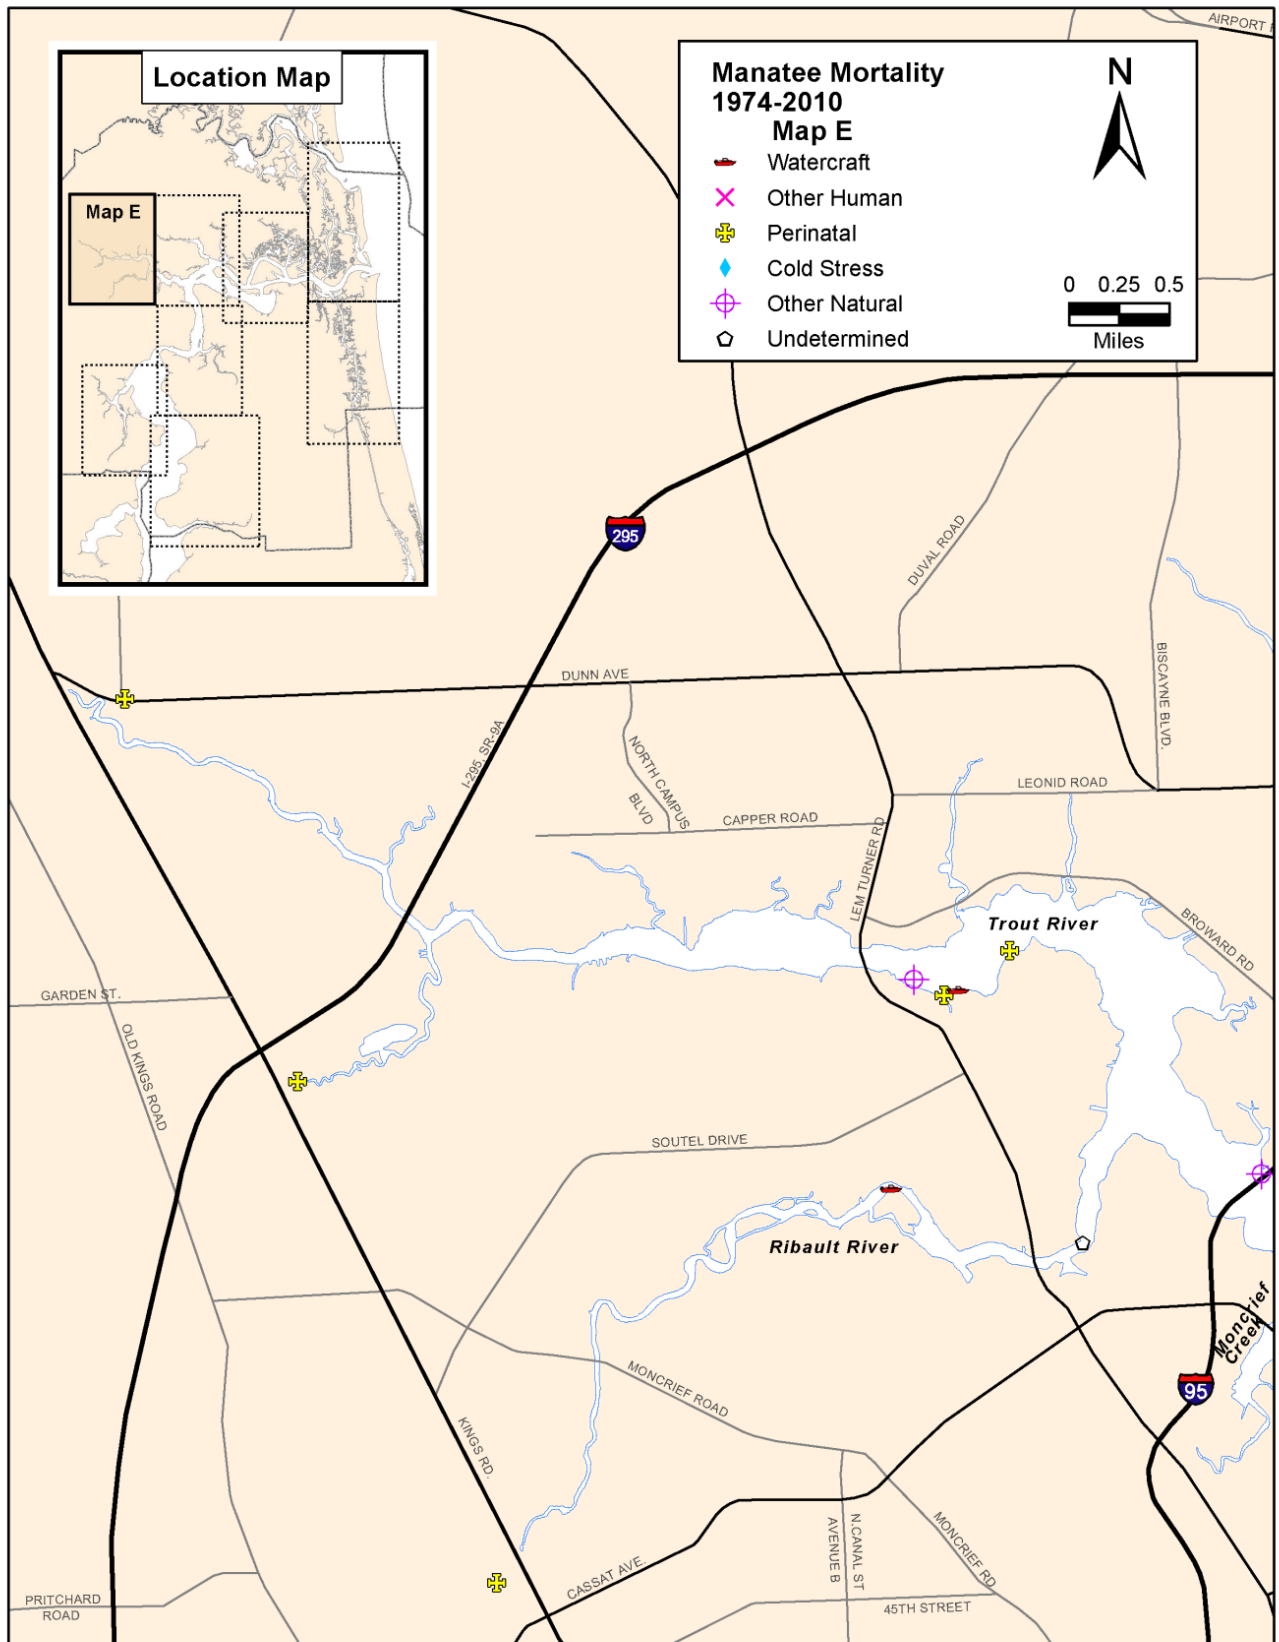 Location Map
Map E
Manatee Mortality
1974-2010
Map E
Watercraft
Other Human
Perinatal
Cold Stress
Other Natural
Undetermined
N
0 0.25 0.5
Miles
AIRPORT
295
DUVAL ROAD
BISCAYNE BLVD.
DUNN AVE
I-295, SR-9A
NORTH CAMPUS
BLVD
CAPPER ROAD
LEONID ROAD
LEM TURNER RD
Trout River
BROWARD RD
GARDEN ST.
OLD KINGS ROAD
SOUTEL DRIVE
Ribault River
Moncrief
Creek
95
MONCRIEF ROAD
KINGS RD.
CASSAT AVE.
AVENUE B
N.CANAL ST
MONCRIEF RD
45TH STREET
PRITCHARD
ROAD